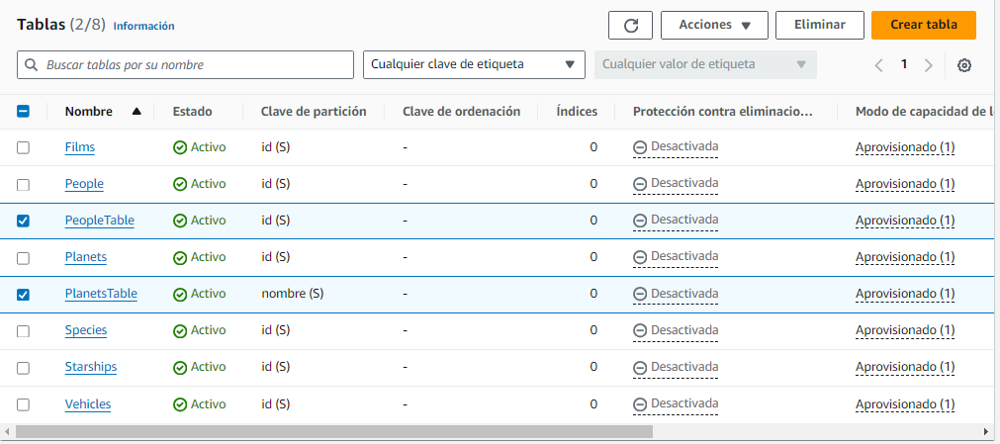 Tablas (2/8) Información
Acciones Eliminar Crear tabla
Buscar tablas por su nombre Cualquier clave de etiqueta Cualquier valor de etiqueta 1
Nombre Estado Clave de partición Clave de ordenación Índices Protección contra eliminacio... Modo de capacidad de le
Films Activo id (S) - 0 Desactivada Aprovisionado (1)
People Activo id (S) - 0 Desactivada Aprovisionado (1)
PeopleTable Activo id (S) - 0 Desactivada Aprovisionado (1)
Planets Activo id (S) - 0 Desactivada Aprovisionado (1)
PlanetsTable Activo nombre (S) - 0 Desactivada Aprovisionado (1)
Species Activo id (S) - 0 Desactivada Aprovisionado (1)
Starships Activo id (S) - 0 Desactivada Aprovisionado (1)
Vehicles Activo id (S) - 0 Desactivada Aprovisionado (1)